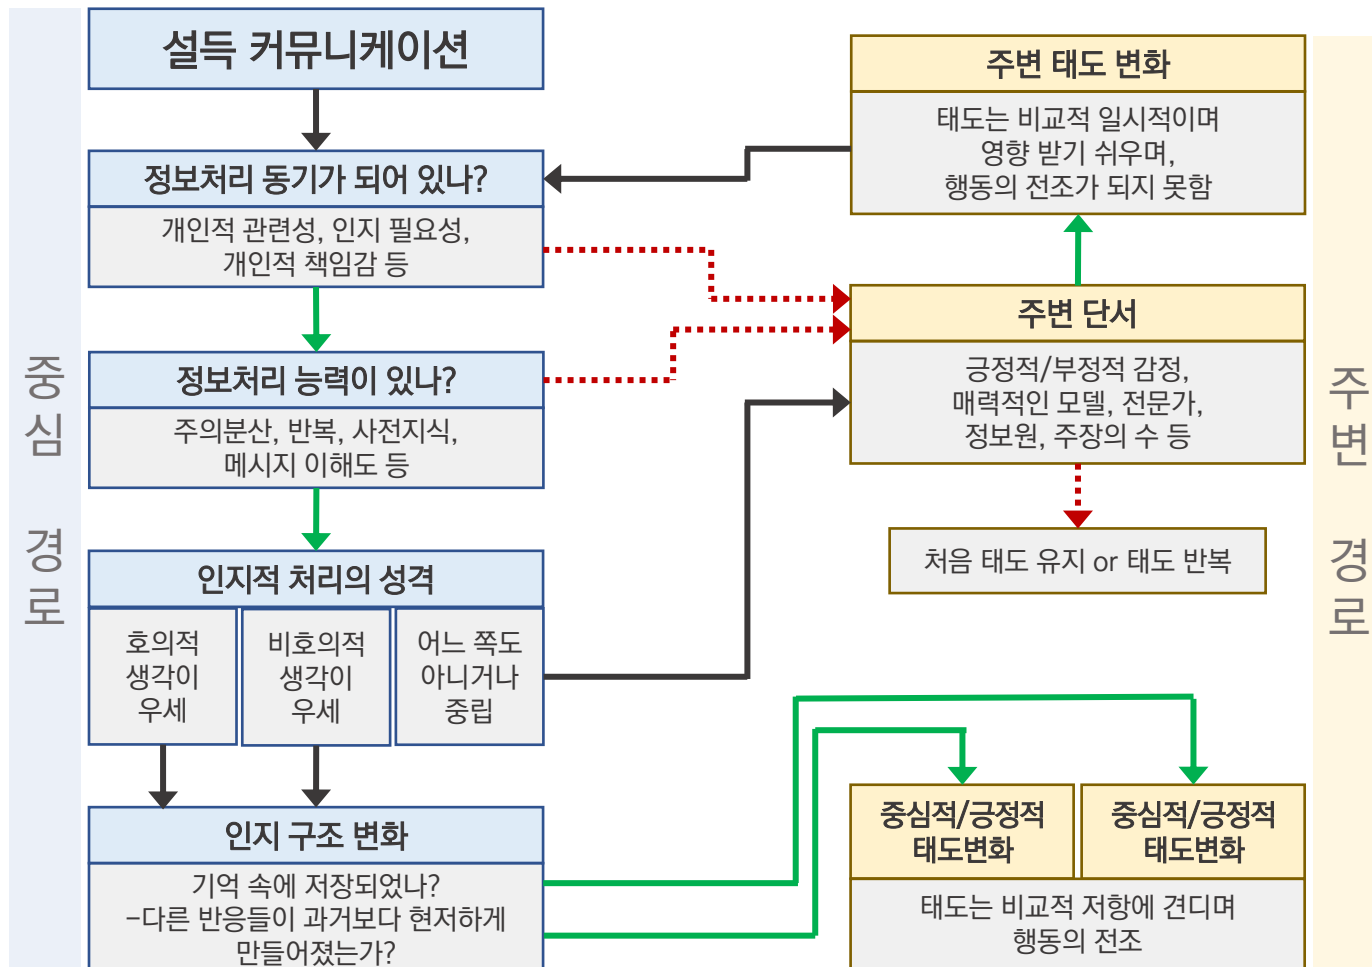 설득 커뮤니케이션
정보처리 동기가 되어 있나?
개인적 관련성, 인지 필요성,
개인적 책임감 등
정보처리 능력이 있나?
주의분산, 반복, 사전지식,
메시지 이해도 등
인지적 처리의 성격
호의적
생각이
우세
비호의적
생각이
우세
어느 쪽도
아니거나
중립
인지 구조 변화
기억 속에 저장되었나?
-다른 반응들이 과거보다 현저하게
만들어졌는가?
중심 경로
주변 태도 변화
태도는 비교적 일시적이며
영향 받기 쉬우며,
행동의 전조가 되지 못함
주변 단서
긍정적/부정적 감정,
매력적인 모델, 전문가,
정보원, 주장의 수 등
처음 태도 유지 or 태도 반복
중심적/긍정적
태도변화
중심적/긍정적
태도변화
태도는 비교적 저항에 견디며
행동의 전조
주변 경로